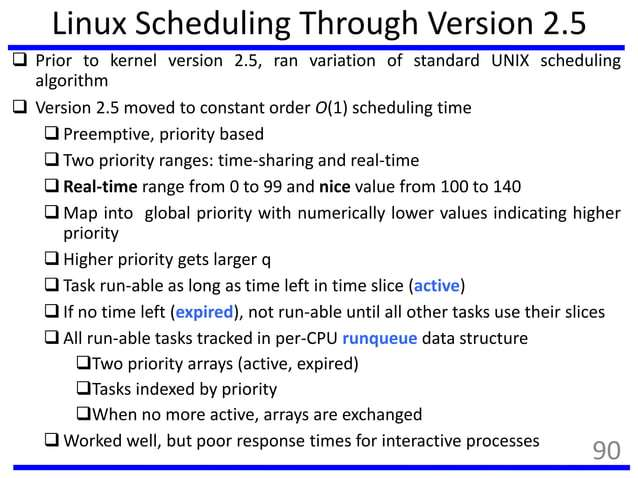 Linux Scheduling Through Version 2.5
❑ Prior to kernel version 2.5, ran variation of standard UNIX scheduling
algorithm
❑ Version 2.5 moved to constant order O(1) scheduling time
❑ Preemptive, priority based
❑ Two priority ranges: time-sharing and real-time
❑ Real-time range from 0 to 99 and nice value from 100 to 140
❑ Map into global priority with numerically lower values indicating higher
priority
❑ Higher priority gets larger q
❑ Task run-able as long as time left in time slice (active)
❑ If no time left (expired), not run-able until all other tasks use their slices
❑ All run-able tasks tracked in per-CPU runqueue data structure
❑Two priority arrays (active, expired)
❑Tasks indexed by priority
❑When no more active, arrays are exchanged
❑ Worked well, but poor response times for interactive processes
90